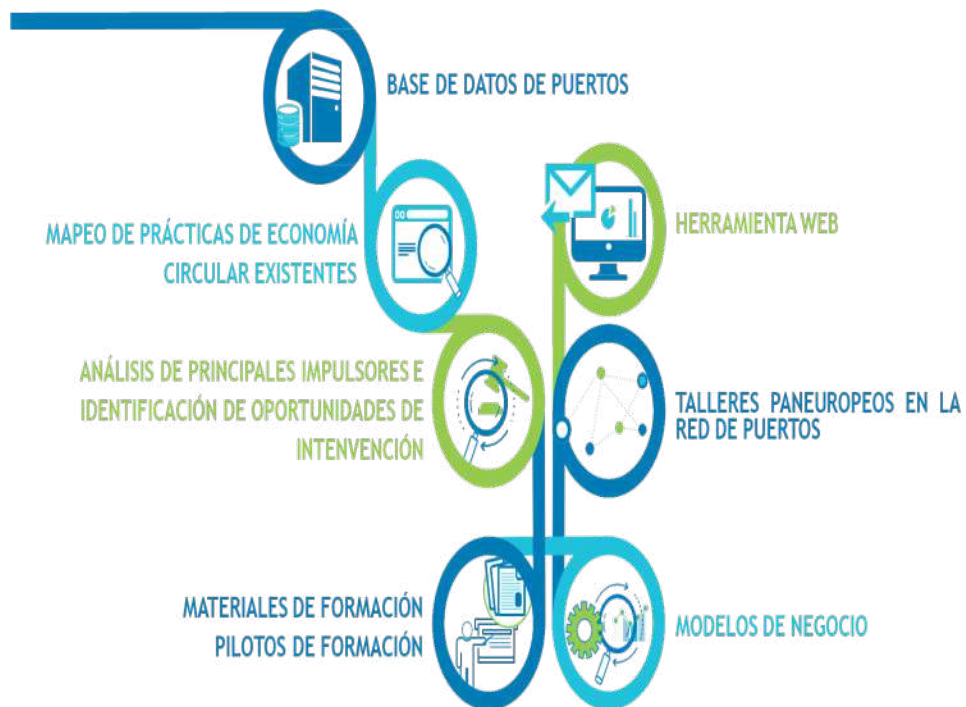 BASE DE DATOS DE PUERTOS
MAPEO DE PRÁCTICAS DE ECONOMÍA
CIRCULAR EXISTENTES
ANÁLISIS DE PRINCIPALES IMPULSORES E
IDENTIFICACIÓN DE OPORTUNIDADES DE
INTENVENCIÓN
MATERIALES DE FORMACIÓN
PILOTOS DE FORMACIÓN
MODELOS DE NEGOCIO
TALLERES PANEUROPEOS EN LA
RED DE PUERTOS
HERRAMIENTA WEB